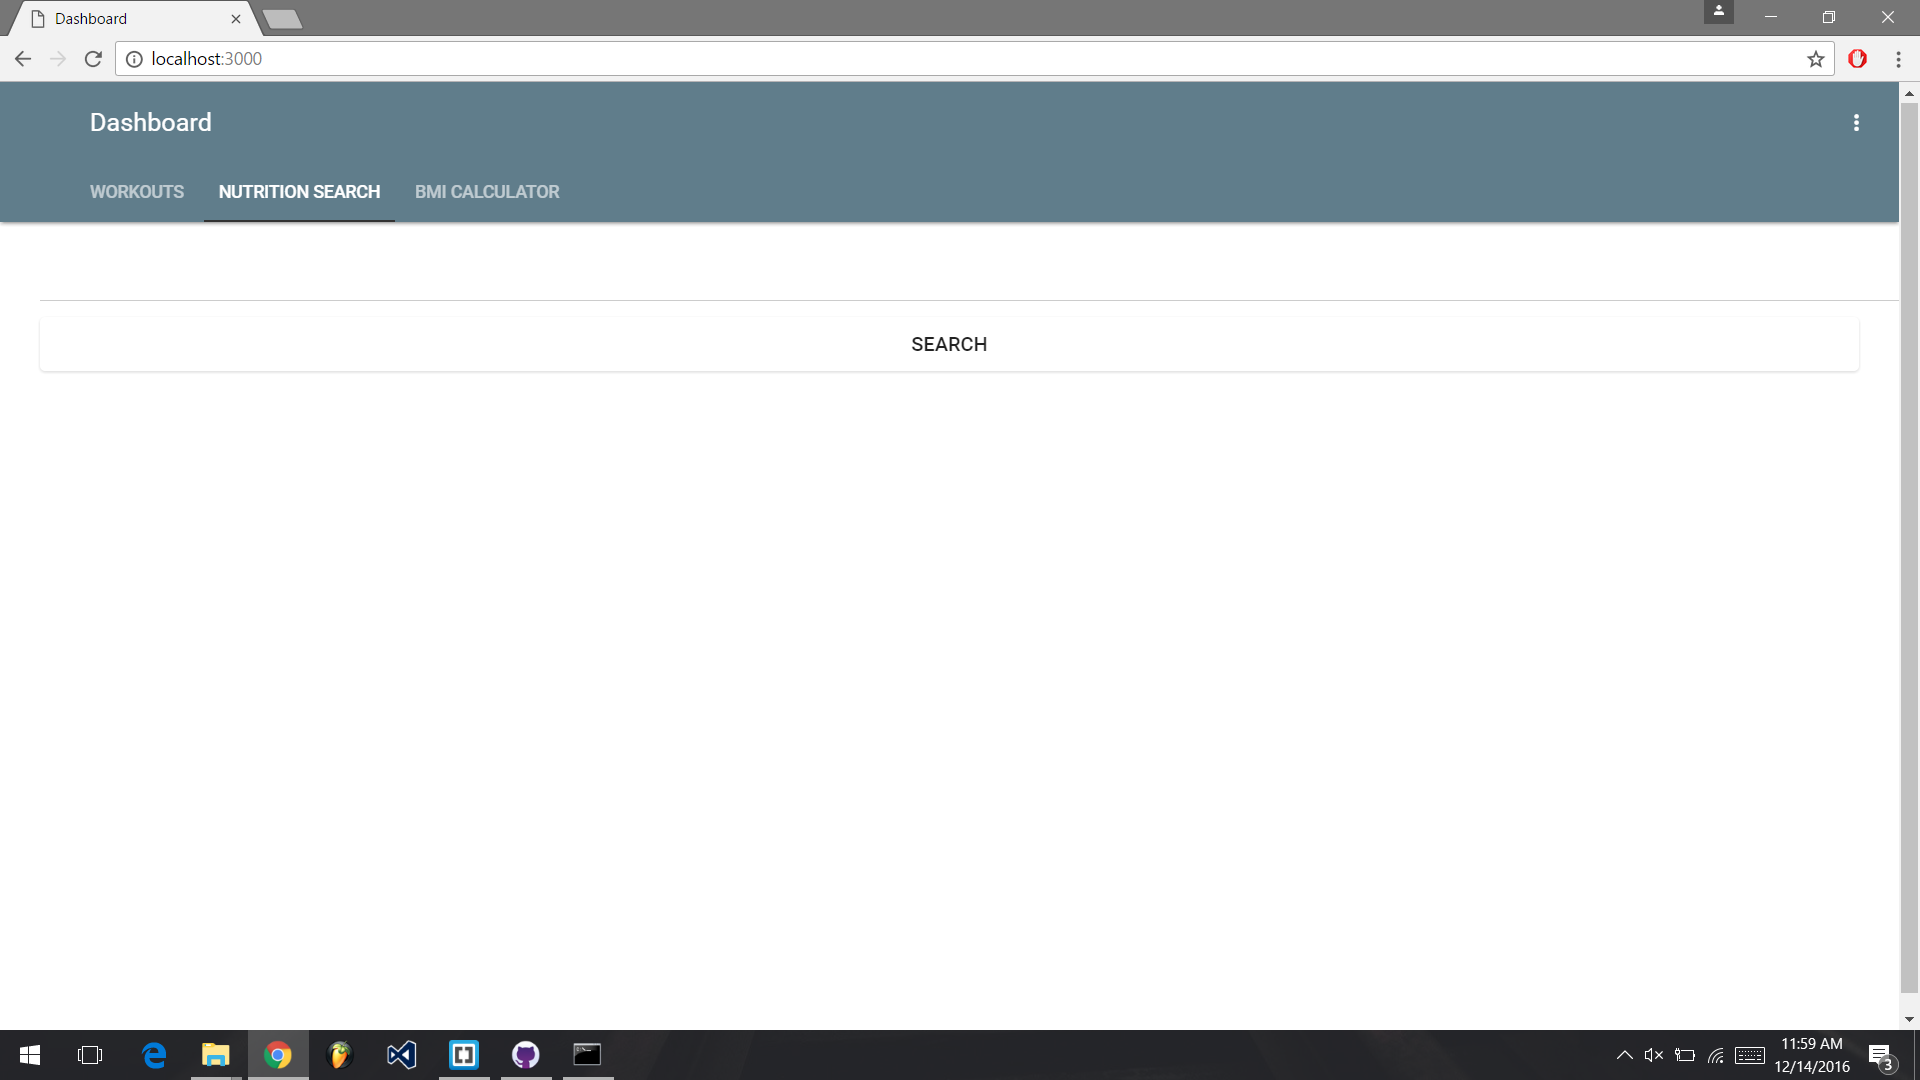 Dashboard
localhost:3000
Dashboard
WORKOUTS NUTRITION SEARCH BMI CALCULATOR
SEARCH
11:59 AM
12/14/2016
3